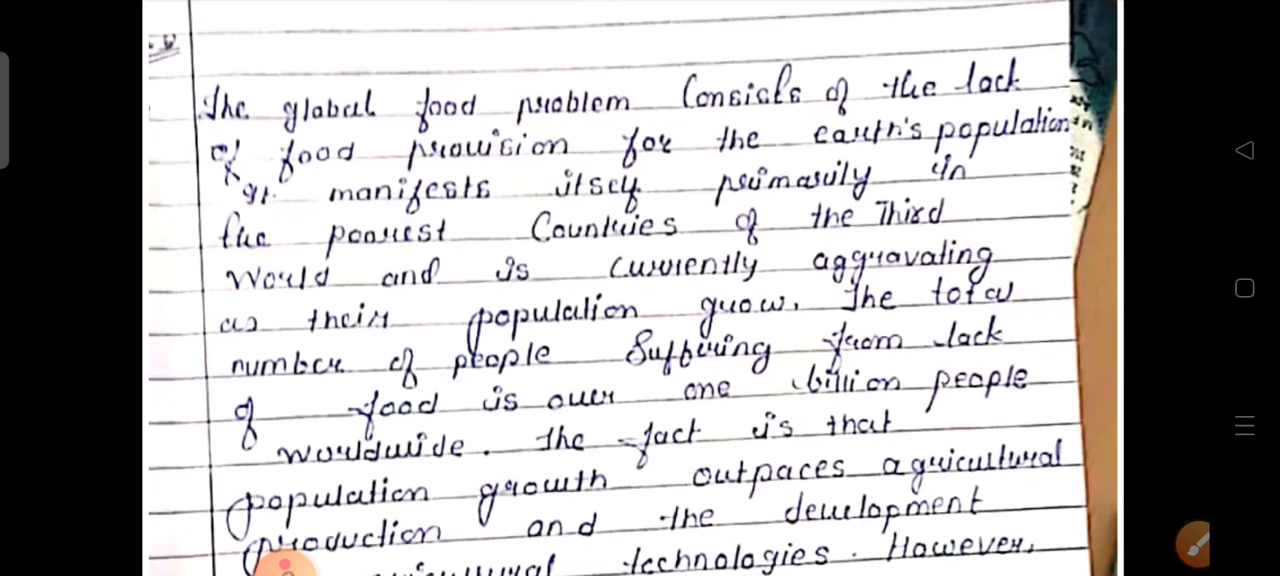 The global food problem Consists of the lack
of food provision for the earth's population
It manifests itself primarily in
the poorest Countries of the Third
World and is currently aggravating
as their population grow. The total
number of people Suffering from lack
of food is over one billion people
worldwide. The fact is that
population growth outpaces agricultural
production and the development
technologies. However,